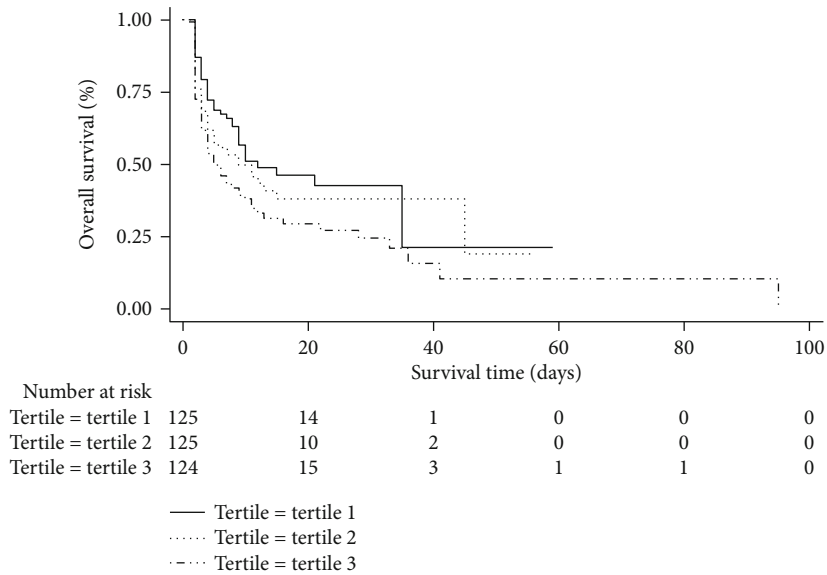 Overall survival (%)
1.00
0.75
0.50
0.25
0.00
0 20 40 60 80 100
Survival time (days)
Number at risk
Tertile = tertile 1 125 14 1 0 0 0
Tertile = tertile 2 125 10 2 0 0 0
Tertile = tertile 3 124 15 3 1 1 0
Tertile = tertile 1
Tertile = tertile 2
Tertile = tertile 3